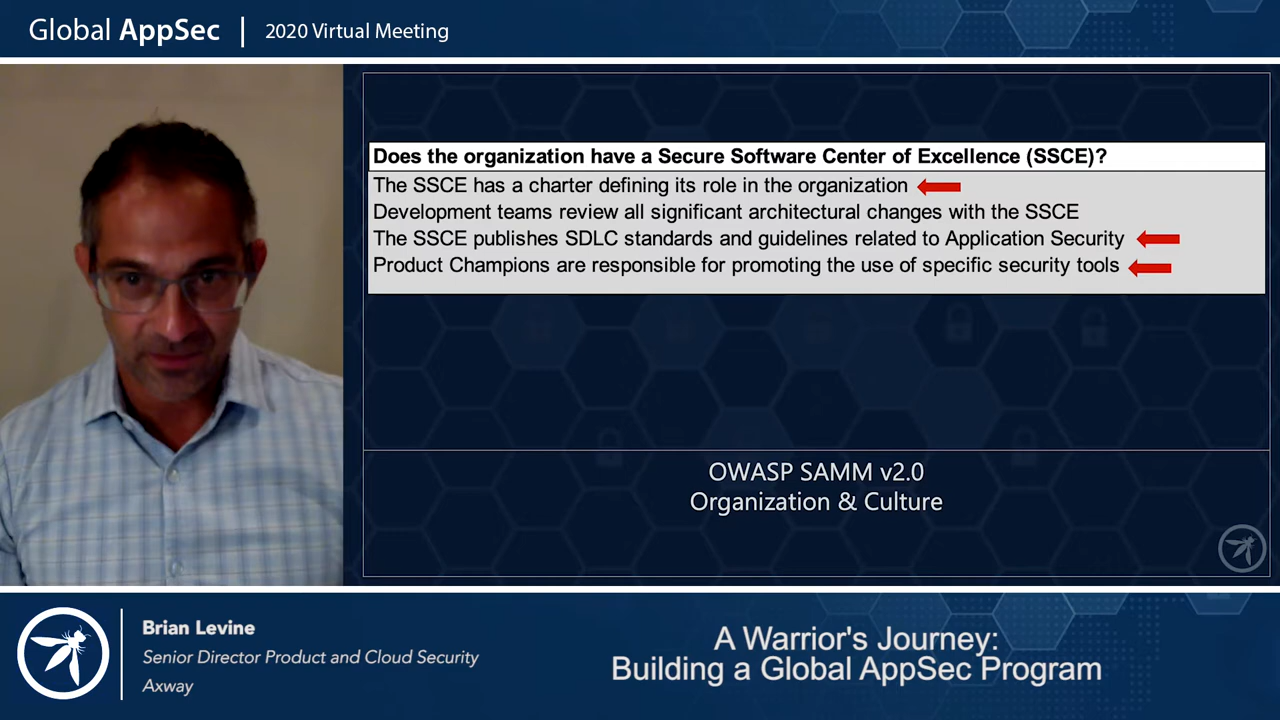 Global AppSec | 2020 Virtual Meeting
Does the organization have a Secure Software Center of Excellence (SSCE)?
The SSCE has a charter defining its role in the organization
Development teams review all significant architectural changes with the SSCE
The SSCE publishes SDLC standards and guidelines related to Application Security
Product Champions are responsible for promoting the use of specific security tools
OWASP SAMM v2.0
Organization & Culture
Brian Levine
Senior Director Product and Cloud Security
Axway
A Warrior's Journey:
Building a Global AppSec Program